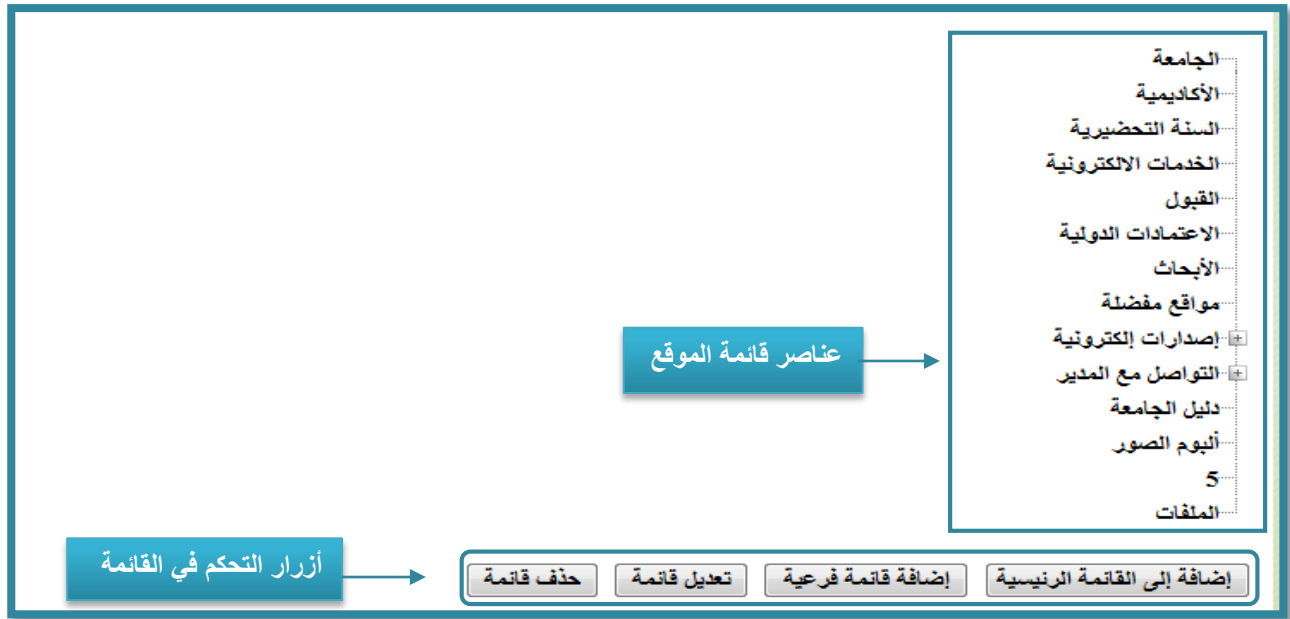 الجامعة
الأكاديمية
السنة التحضيرية
الخدمات الالكترونية
القبول
الاعتمادات الدولية
الأبحاث
مواقع مفضلة
إصدارات إلكترونية
التواصل مع المدير
دليل الجامعة
ألبوم الصور
5
الملفات
عناصر قائمة الموقع
إضافة إلى القائمة الرئيسية
إضافة قائمة فرعية
تعديل قائمة
حذف قائمة
أزرار التحكم في القائمة